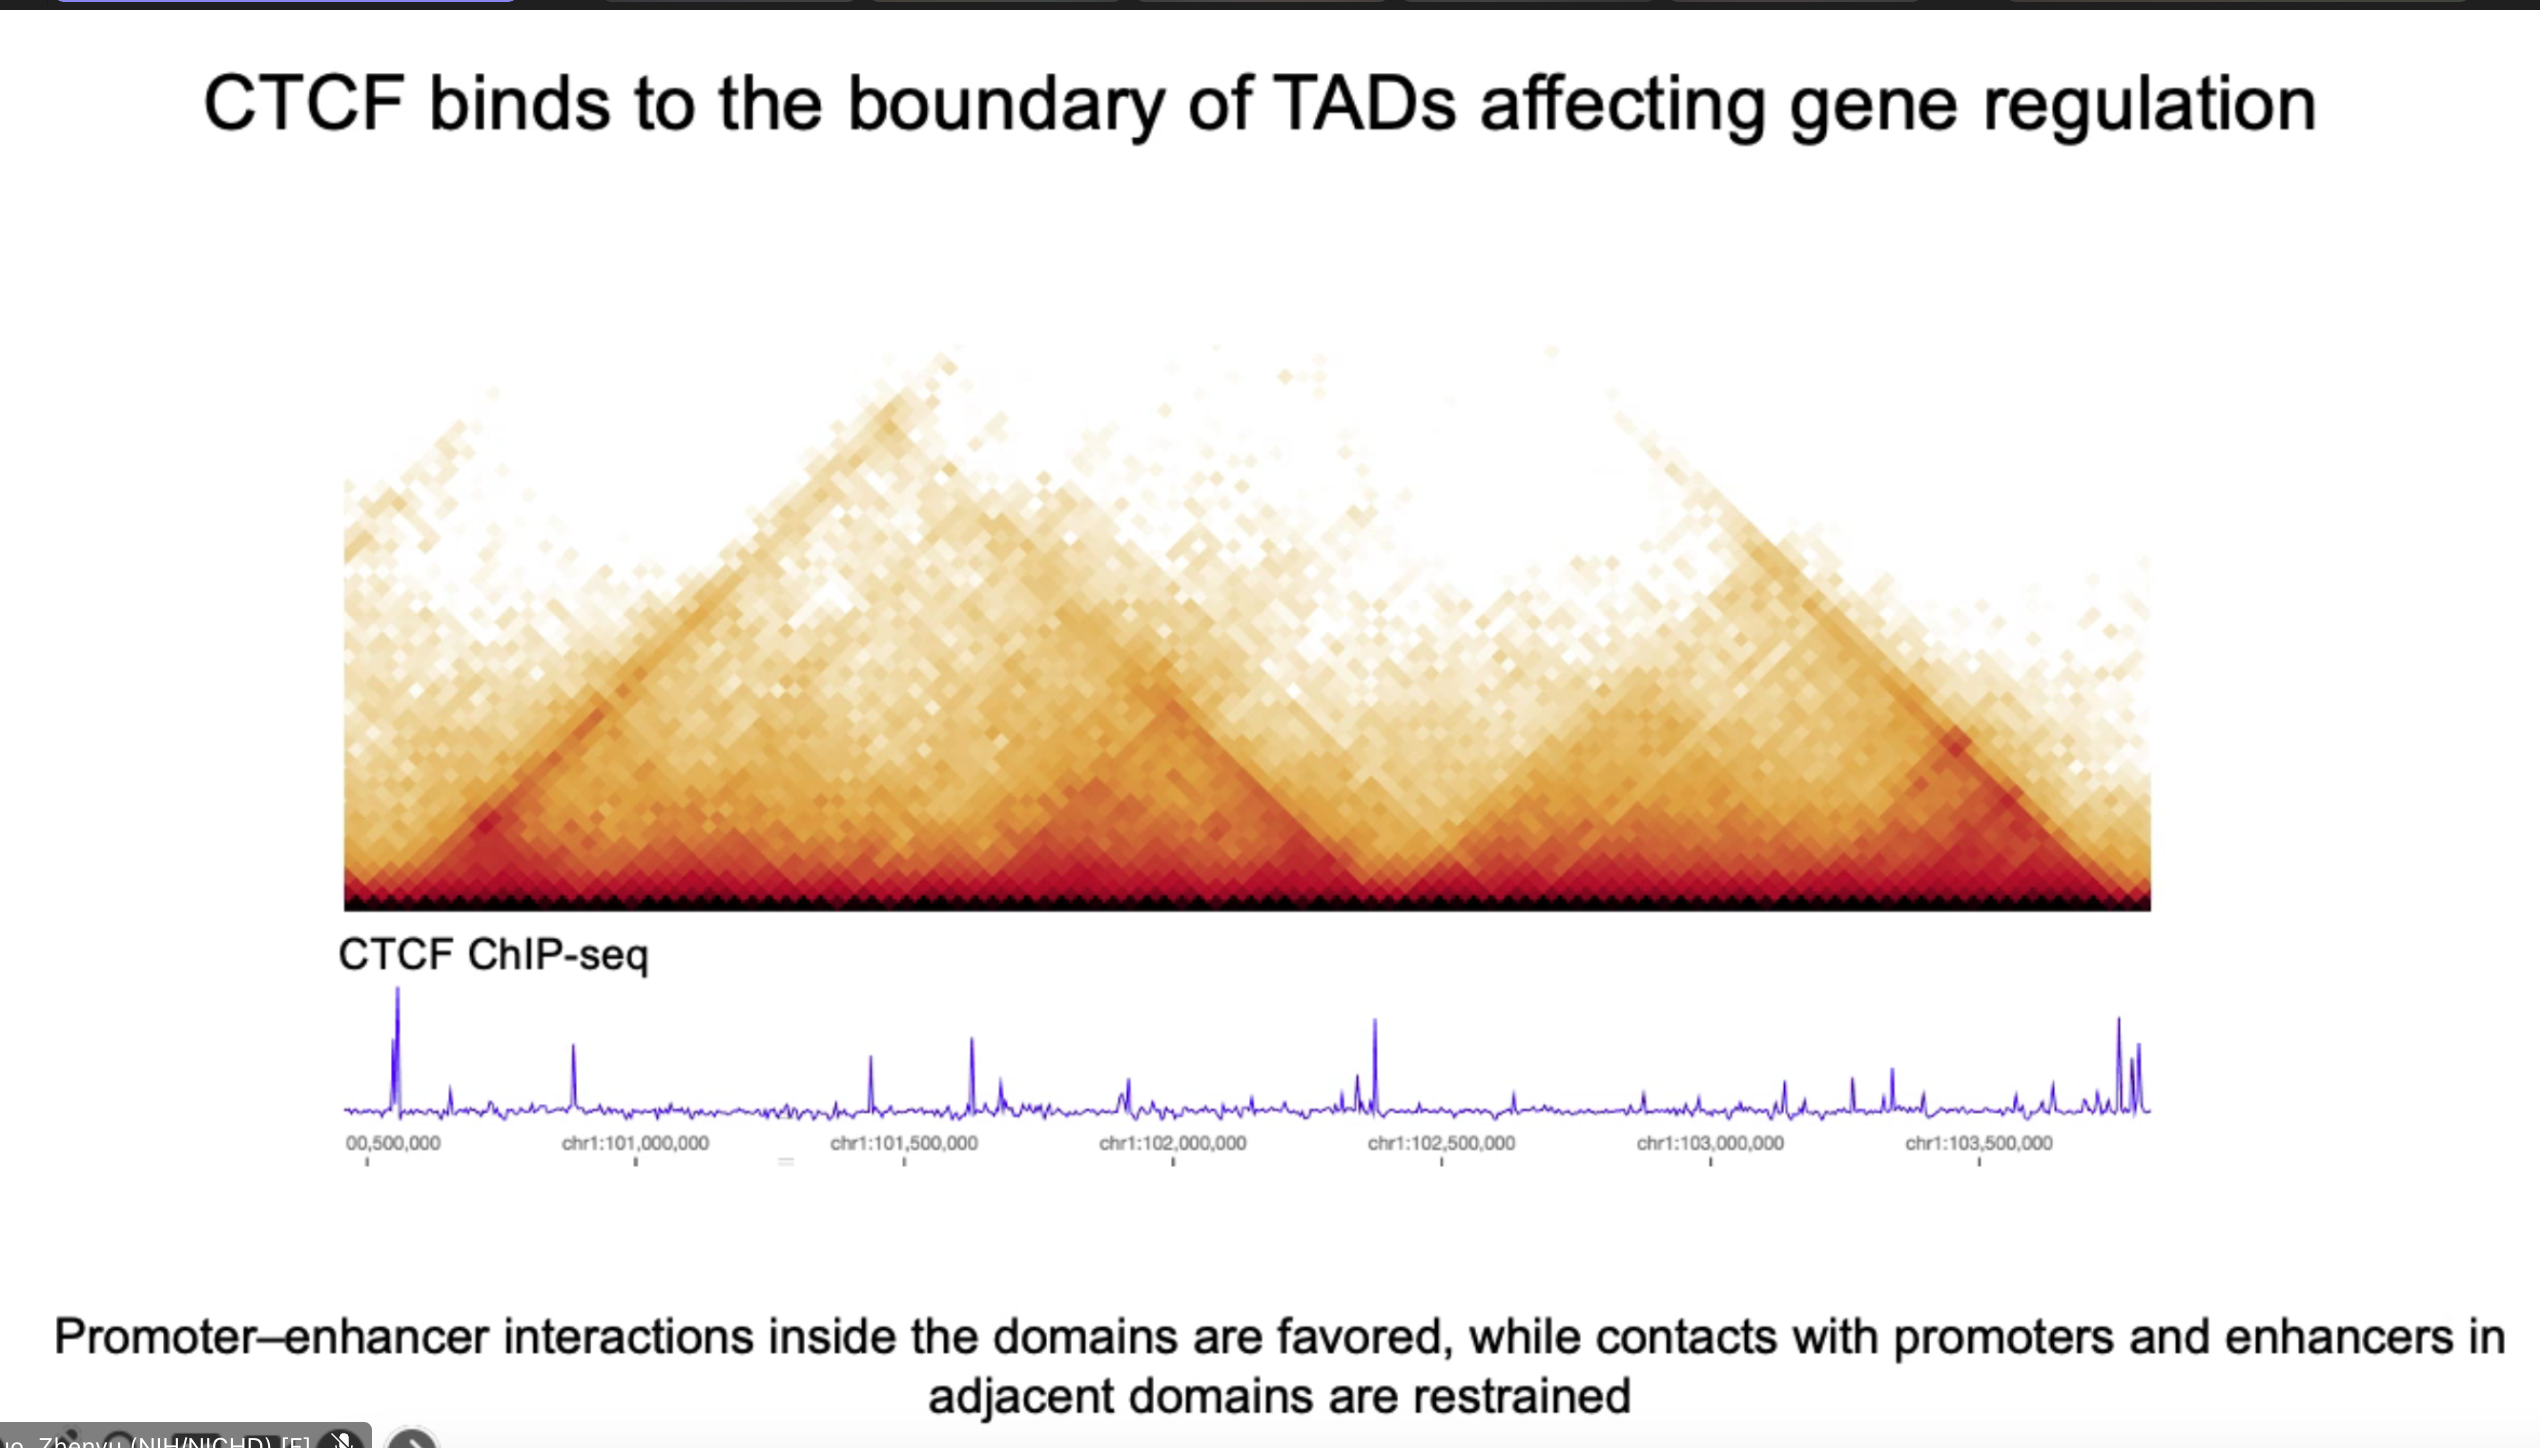 CTCF binds to the boundary of TADs affecting gene regulation
CTCF ChIP-seq
00,500,000 chr1:101,000,000 chr1:101,500,000 chr1:102,000,000 chr1:102,500,000 chr1:103,000,000 chr1:103,500,000
Promoter–enhancer interactions inside the domains are favored, while contacts with promoters and enhancers in
adjacent domains are restrained
Zhenyu (NIH/NICHD) [F]